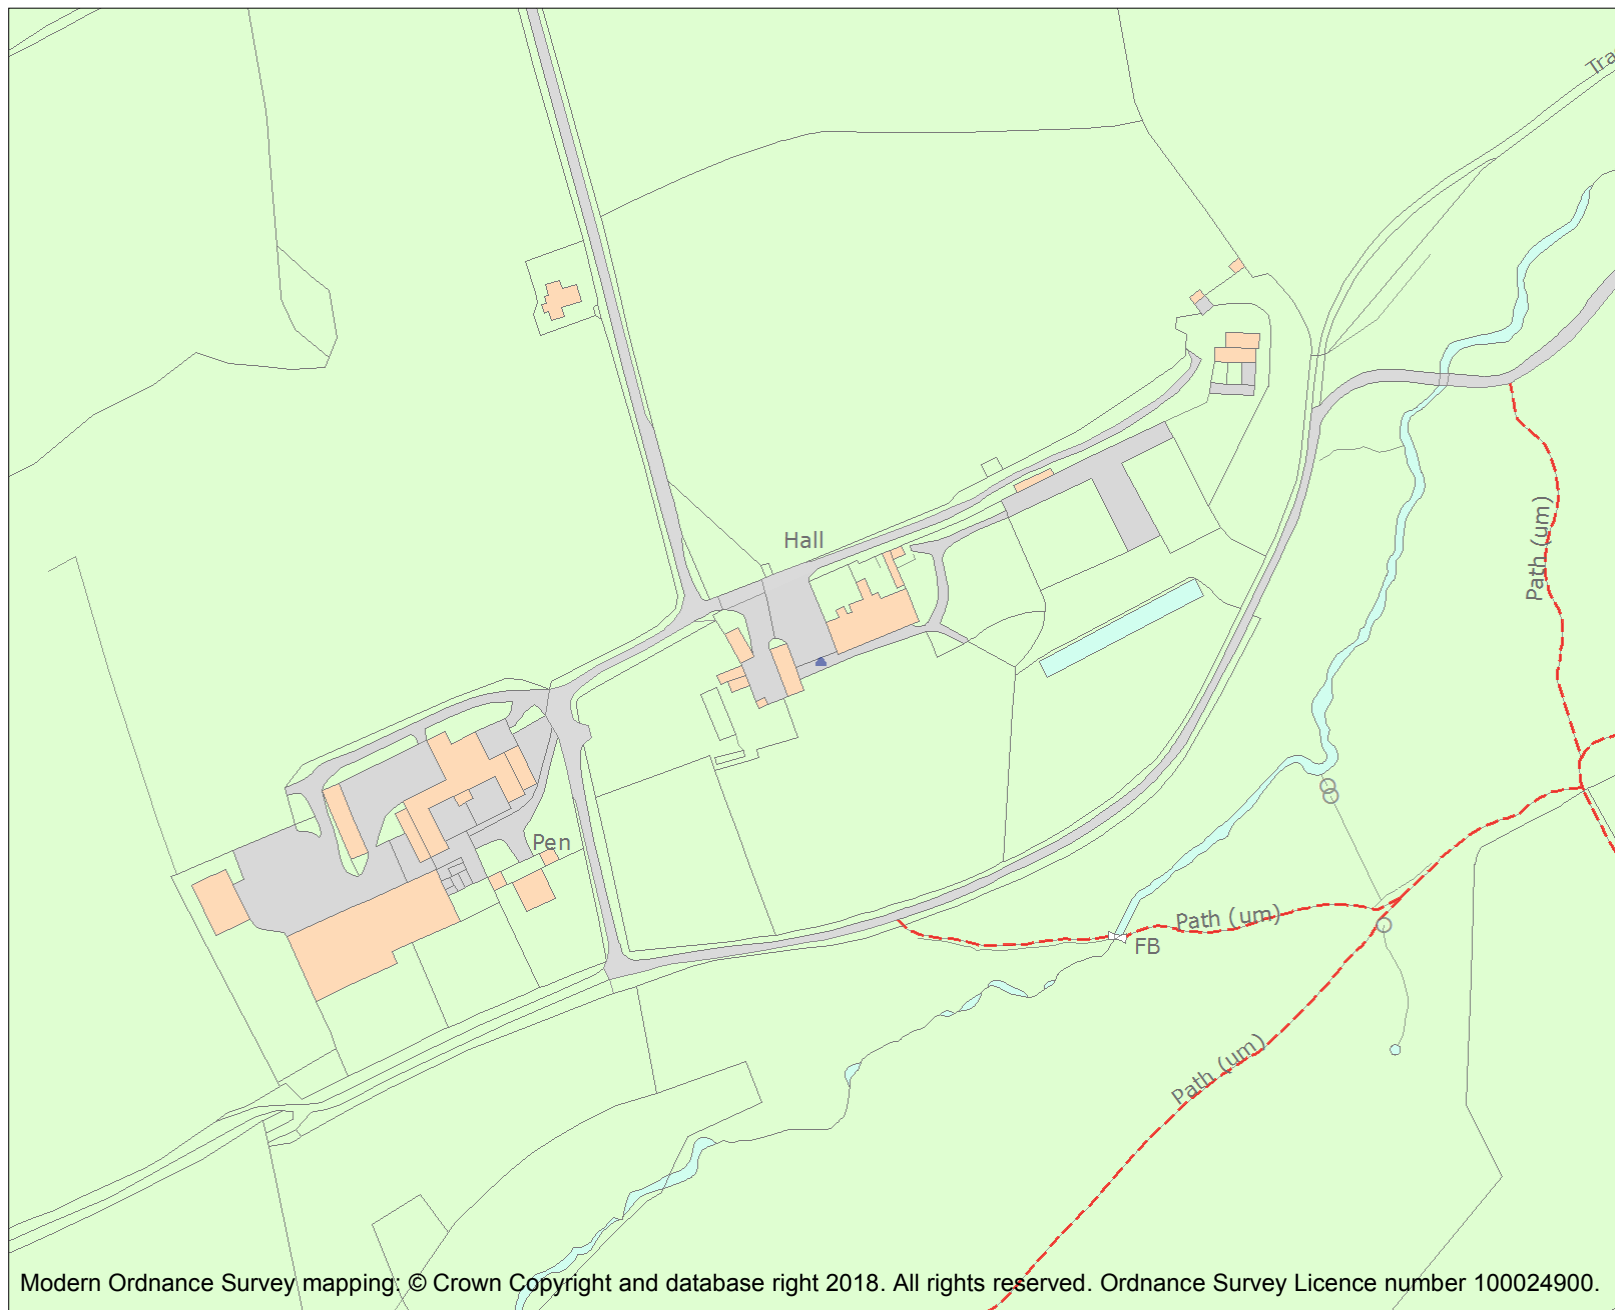 Tra
Hall
Path (um)
Pen
Path (um)
FB
Path (um)
Modern Ordnance Survey mapping: © Crown Copyright and database right 2018. All rights reserved. Ordnance Survey Licence number 100024900.